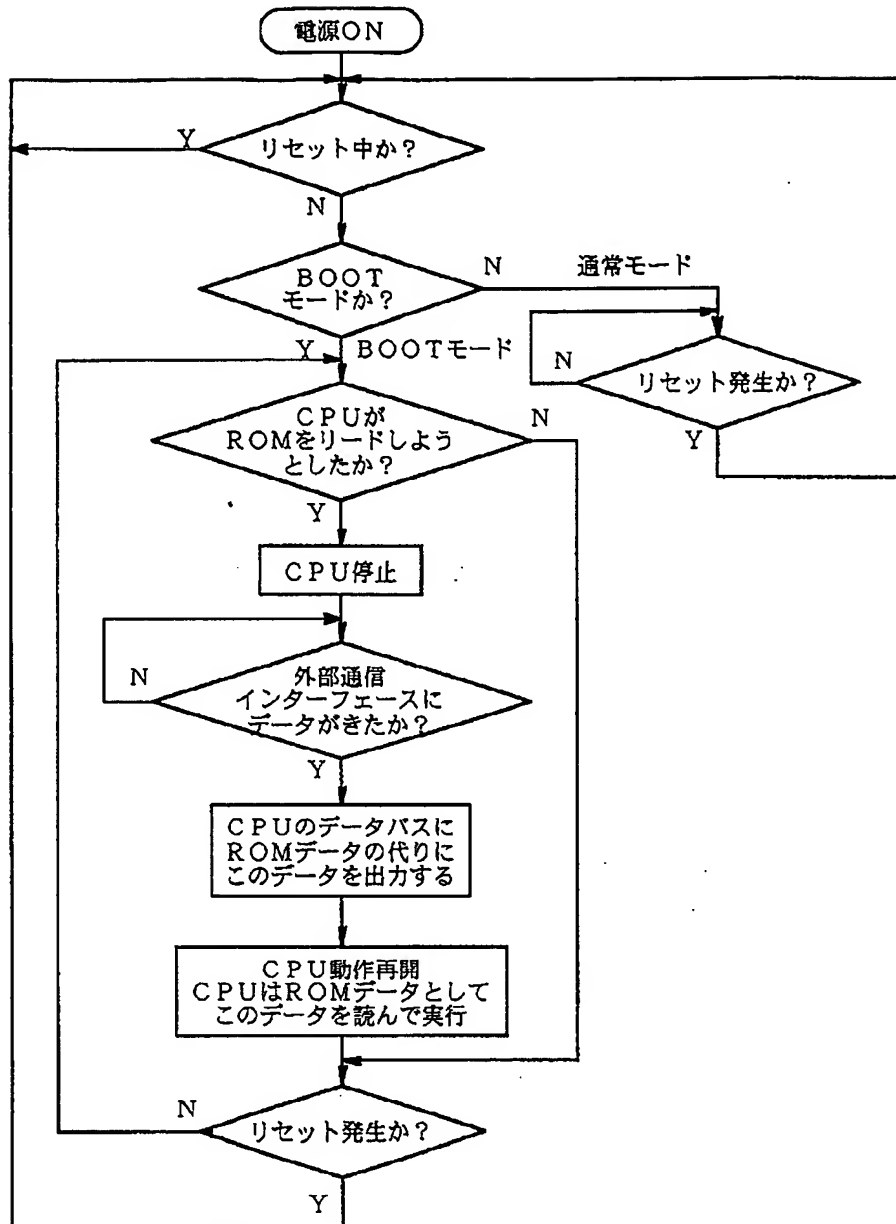 電源ON
Y
リセット中か？
N
BOOT
モードか？
N
通常モード
Y
BOOTモード
N
リセット発生か？
Y
CPUが
ROMをリードしよう
としたか？
N
Y
CPU停止
N
外部通信
インターフェースに
データがきたか？
Y
CPUのデータバスに
ROMデータの代りに
このデータを出力する
CPU動作再開
CPUはROMデータとして
このデータを読んで実行
N
リセット発生か？
Y